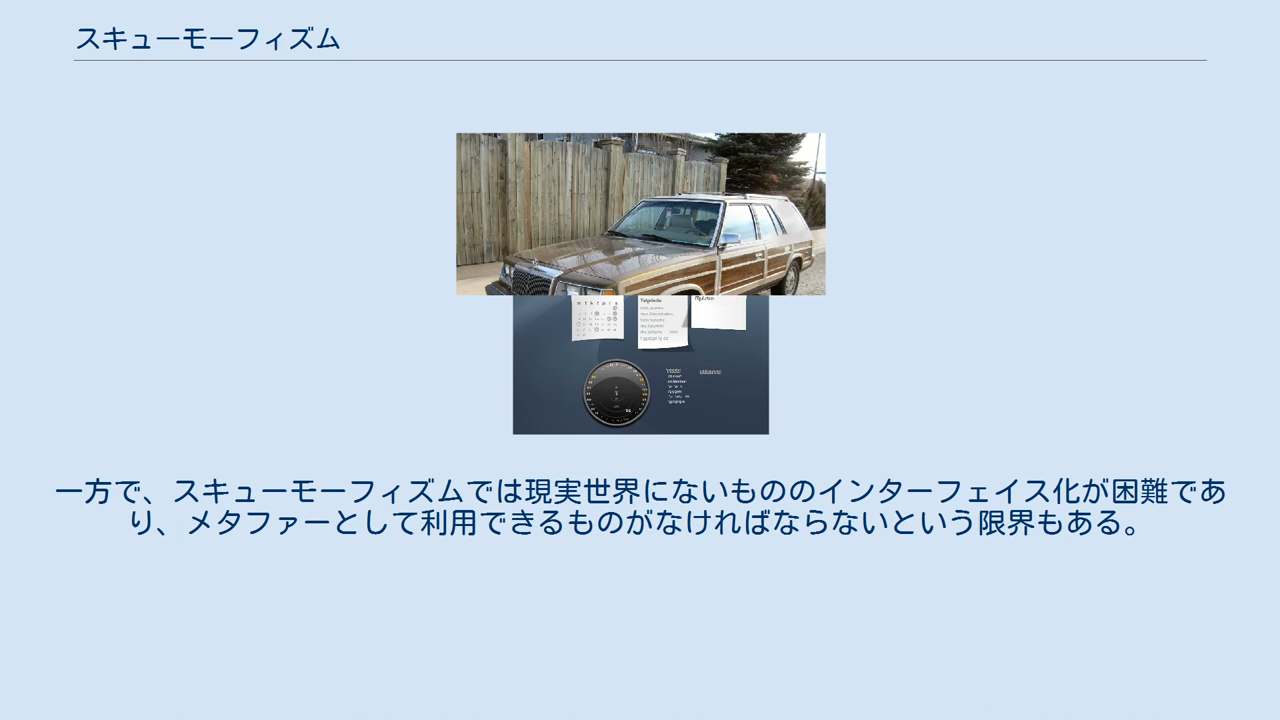 スキューモーフィズム
一方で、スキューモーフィズムでは現実世界にないもののインターフェイス化が困難であ
り、メタファーとして利用できるものがなければならないという限界もある。